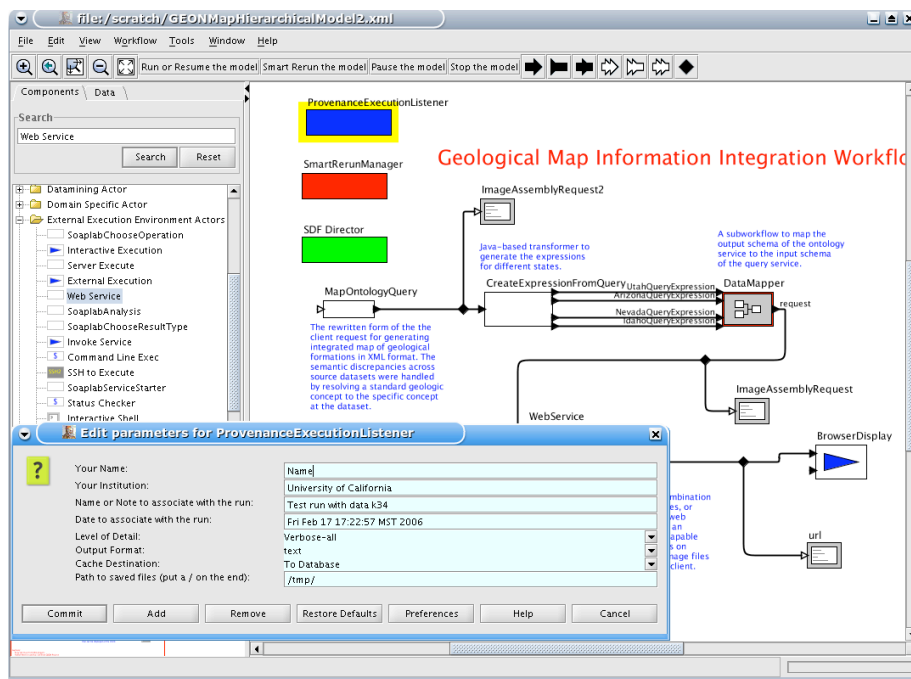 file:/scratch/GEONMapHierarchicalModel2.xml
File Edit View Workflow Tools Window Help
Run or Resume the model Smart Rerun the model Pause the model Stop the model
Components Data
Search
Web Service
Search Reset
Datamining Actor
Domain Specific Actor
External Execution Environment Actors
SoaplabChooseOperation
Interactive Execution
Server Execute
External Execution
Web Service
SoaplabAnalysis
SoaplabChooseResultType
Invoke Service
Command Line Exec
SSH to Execute
SoaplabServiceStarter
Status Checker
Interactive Shell
ProvenanceExecutionListener
SmartRerunManager
SDF Director
Geological Map Information Integration Workflo
ImageAssemblyRequest2
Java-based transformer to
generate the expressions
for different states.
A subworkflow to map the
output schema of the ontology
service to the input schema
of the query service.
MapOntologyQuery
CreateExpressionFromQuery
UtahQueryExpression
ArizonaQueryExpression
NevadaQueryExpression
IdahoQueryExpression
DataMapper
request
The rewritten form of the the
client request for generating
integrated map of geological
formations in XML format. The
semantic discrepancies across
source datasets were handled
by resolving a standard geologic
concept to the specific concept
at the dataset.
ImageAssemblyRequest
WebService
BrowserDisplay
mbination
es, or
web
an
apable
s on
nage files
client.
url
Edit parameters for ProvenanceExecutionListener
?
Your Name: Name
Your Institution: University of California
Name or Note to associate with the run: Test run with data k34
Date to associate with the run: Fri Feb 17 17:22:57 MST 2006
Level of Detail: Verbose-all
Output Format: text
Cache Destination: To Database
Path to saved files (put a / on the end): /tmp/
Commit Add Remove Restore Defaults Preferences Help Cancel